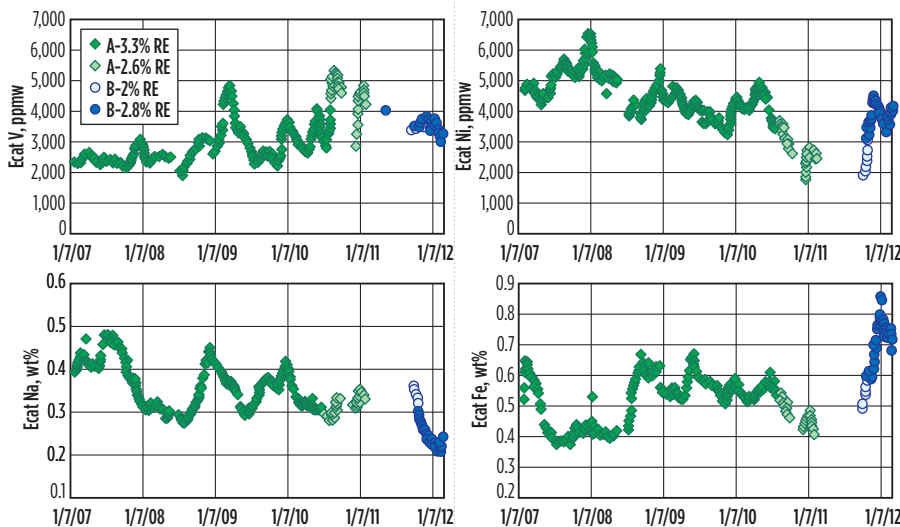 7,000
6,000
5,000
4,000
3,000
2,000
1,000
0
Ecat V, ppmw
A-3.3% RE
A-2.6% RE
B-2% RE
B-2.8% RE
1/7/07 1/7/08 1/7/09 1/7/10 1/7/11 1/7/12
7,000
6,000
5,000
4,000
3,000
2,000
1,000
0
Ecat Ni, ppmw
1/7/07 1/7/08 1/7/09 1/7/10 1/7/11 1/7/12
0.6
0.5
0.4
0.3
0.2
0.1
Ecat Na, wt%
1/7/07 1/7/08 1/7/09 1/7/10 1/7/11 1/7/12
0.9
0.8
0.7
0.6
0.5
0.4
0.3
0.2
Ecat Fe, wt%
1/7/07 1/7/08 1/7/09 1/7/10 1/7/11 1/7/12